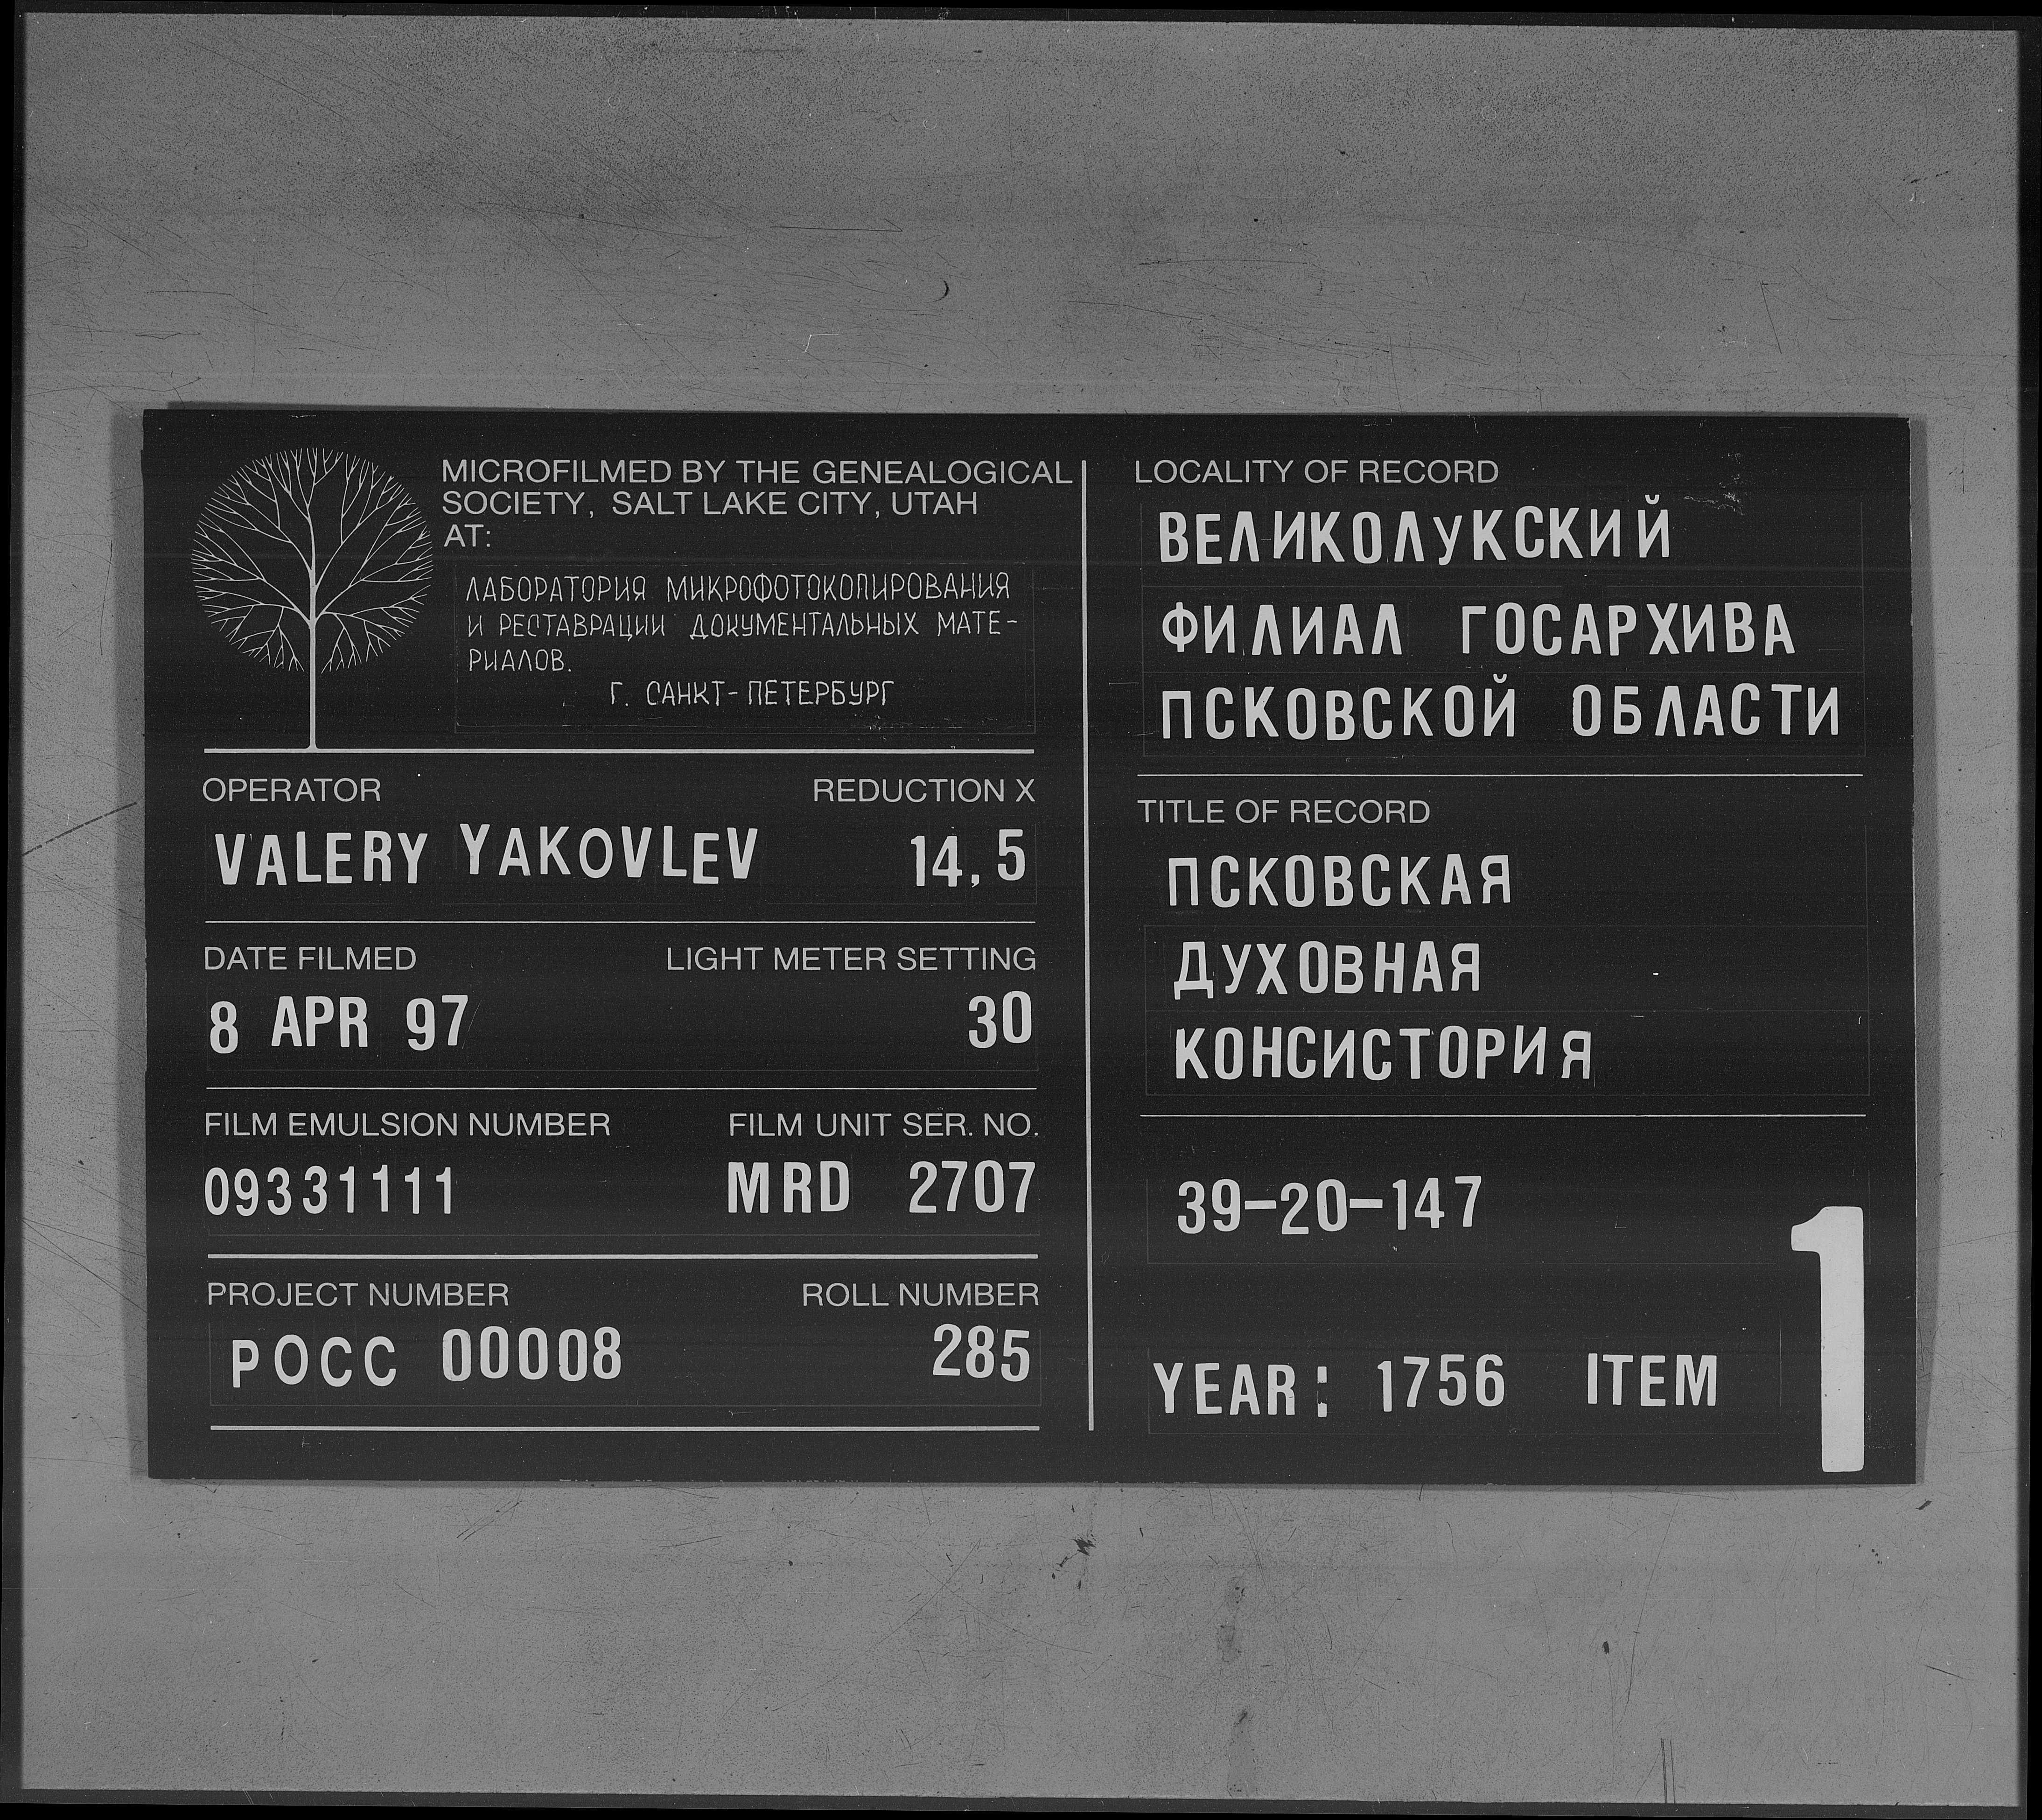 MICROFILMED BY THE GENEALOGICAL
SOCIETY, SALT LAKE CITY, UTAH
AT:
ЛАБОРАТОРИЯ МИКРОФОТОКОПИРОВАНИЯ
И РЕСТАВРАЦИИ ДОКУМЕНТАЛЬНЫХ МАТЕ-
РИАЛОВ.
Г. САНКТ-ПЕТЕРБУРГ
OPERATOR REDUCTION X
VALERY YAKOVLEV 14,5
DATE FILMED LIGHT METER SETTING
8 APR 97 30
FILM EMULSION NUMBER FILM UNIT SER. NO.
09331111 MRD 2707
PROJECT NUMBER ROLL NUMBER
РОСС 00008 285
LOCALITY OF RECORD
ВЕЛИКОЛУКСКИЙ
ФИЛИАЛ ГОСАРХИВА
ПСКОВСКОЙ ОБЛАСТИ
TITLE OF RECORD
ПСКОВСКАЯ
ДУХОВНАЯ
КОНСИСТОРИЯ
39-20-147
YEAR: 1756 ITEM 1